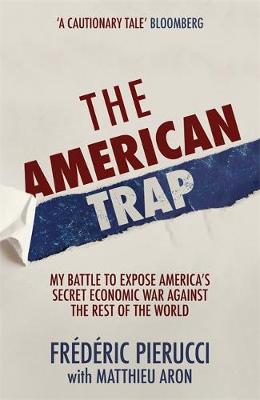 'A CAUTIONARY TALE' BLOOMBERG
THE
AMERICAN
TRAP
MY BATTLE TO EXPOSE AMERICA'S
SECRET ECONOMIC WAR AGAINST
THE REST OF THE WORLD
FRÉDÉRIC PIERUCCI
with MATTHIEU ARON